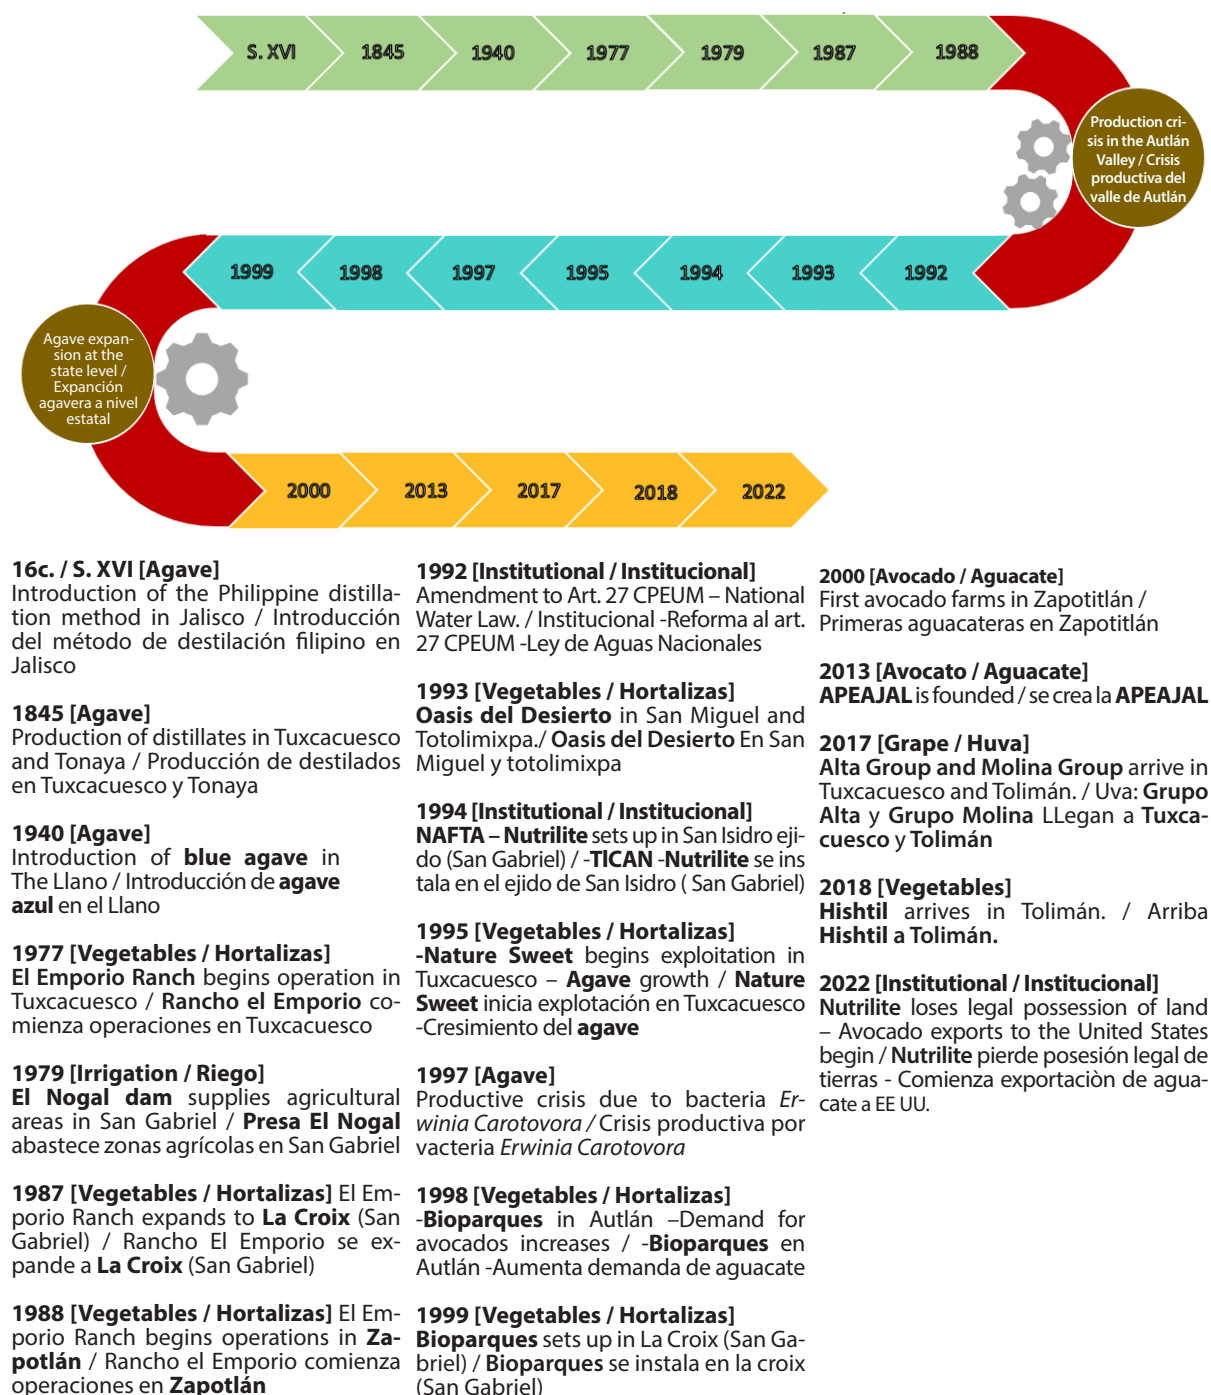 S. XVI 1845 1940 1977 1979 1987 1988
Production cri-
sis in the Autlán
Valley / Crisis
productiva del
valle de Autlán
1999 1998 1997 1995 1994 1993 1992
Agave expan-
sion at the
state level /
Expanción
agavera a nivel
estatal
2000 2013 2017 2018 2022
16c. / S. XVI [Agave]
Introduction of the Philippine distilla-
tion method in Jalisco / Introducción
del método de destilación filipino en
Jalisco
1845 [Agave]
Production of distillates in Tuxcacuesco
and Tonaya / Producción de destilados
en Tuxcacuesco y Tonaya
1940 [Agave]
Introduction of blue agave in
The Llano / Introducción de agave
azul en el Llano
1977 [Vegetables / Hortalizas]
El Emporio Ranch begins operation in
Tuxcacuesco / Rancho el Emporio co-
mienza operaciones en Tuxcacuesco
1979 [Irrigation / Riego]
El Nogal dam supplies agricultural
areas in San Gabriel / Presa El Nogal
abastece zonas agrícolas en San Gabriel
1987 [Vegetables / Hortalizas] El Em-
porio Ranch expands to La Croix (San
Gabriel) / Rancho El Emporio se ex-
pande a La Croix (San Gabriel)
1988 [Vegetables / Hortalizas] El Em-
porio Ranch begins operations in Za-
potlán / Rancho el Emporio comienza
operaciones en Zapotlán
1992 [Institutional / Institucional]
Amendment to Art. 27 CPEUM – National
Water Law. / Institucional -Reforma al art.
27 CPEUM -Ley de Aguas Nacionales
1993 [Vegetables / Hortalizas]
Oasis del Desierto in San Miguel and
Totolimixpa./ Oasis del Desierto En San
Miguel y totolimixpa
1994 [Institutional / Institucional]
NAFTA – Nutrilite sets up in San Isidro eji-
do (San Gabriel) / -TlCAN -Nutrilite se ins
tala en el ejido de San Isidro ( San Gabriel)
1995 [Vegetables / Hortalizas]
-Nature Sweet begins exploitation in
Tuxcacuesco – Agave growth / Nature
Sweet inicia explotación en Tuxcacuesco
-Cresimiento del agave
1997 [Agave]
Productive crisis due to bacteria Er-
winia Carotovora / Crisis productiva por
vacteria Erwinia Carotovora
1998 [Vegetables / Hortalizas]
-Bioparques in Autlán –Demand for
avocados increases / -Bioparques en
Autlán -Aumenta demanda de aguacate
1999 [Vegetables / Hortalizas]
Bioparques sets up in La Croix (San Ga-
briel) / Bioparques se instala en la croix
(San Gabriel)
2000 [Avocado / Aguacate]
First avocado farms in Zapotitlán /
Primeras aguacateras en Zapotitlán
2013 [Avocato / Aguacate]
APEAJAL is founded / se crea la APEAJAL
2017 [Grape / Huva]
Alta Group and Molina Group arrive in
Tuxcacuesco and Tolimán. / Uva: Grupo
Alta y Grupo Molina LLegan a Tuxca-
cuesco y Tolimán
2018 [Vegetables]
Hishtil arrives in Tolimán. / Arriba
Hishtil a Tolimán.
2022 [Institutional / Institucional]
Nutrilite loses legal possession of land
– Avocado exports to the United States
begin / Nutrilite pierde posesión legal de
tierras - Comienza exportaciòn de agua-
cate a EE UU.